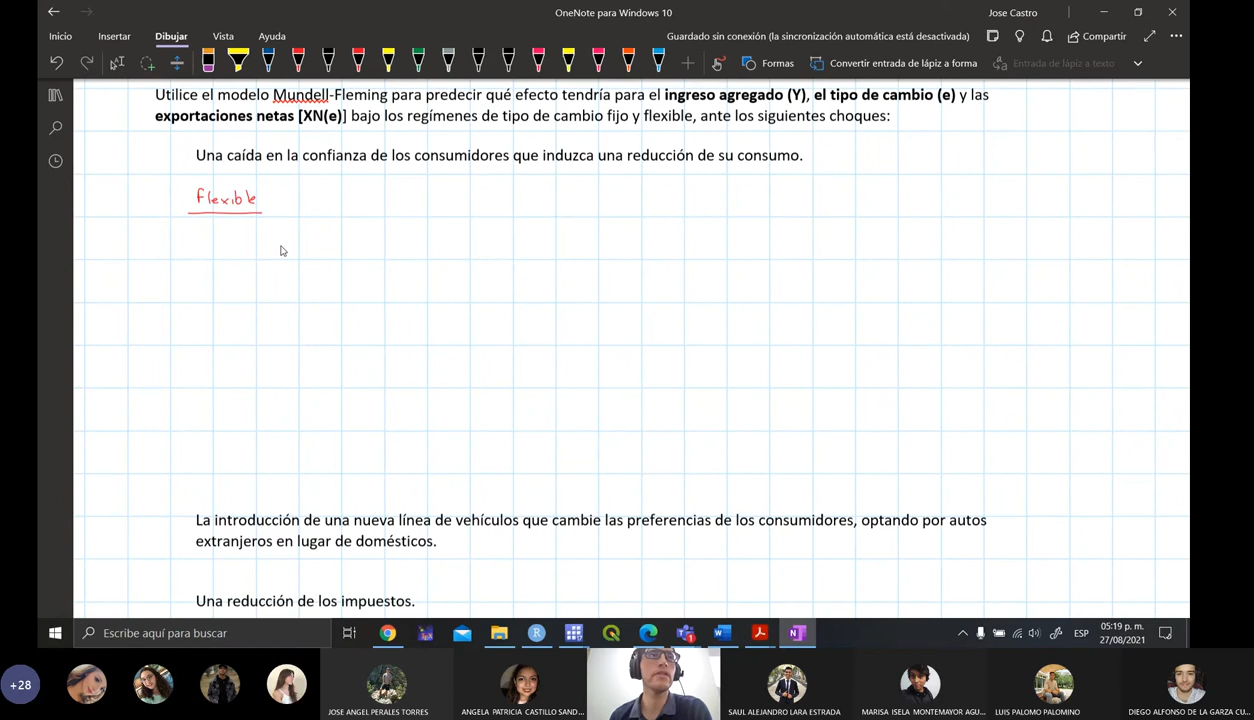 OneNote para Windows 10
Jose Castro
Inicio Insertar Dibujar Vista Ayuda
Guardado sin conexión (la sincronización automática está desactivada)
Compartir
Formas
Convertir entrada de lápiz a forma
Entrada de lápiz a texto
Utilice el modelo Mundell-Fleming para predecir qué efecto tendría para el ingreso agregado (Y), el tipo de cambio (e) y las
exportaciones netas [XN(e)] bajo los regímenes de tipo de cambio fijo y flexible, ante los siguientes choques:
Una caída en la confianza de los consumidores que induzca una reducción de su consumo.
Flexible
La introducción de una nueva línea de vehículos que cambie las preferencias de los consumidores, optando por autos
extranjeros en lugar de domésticos.
Una reducción de los impuestos.
Escribe aquí para buscar
ESP
05:19 p. m.
27/08/2021
+28
JOSE ANGEL PERALES TORRES
ANGELA PATRICIA CASTILLO SAND...
SAUL ALEJANDRO LARA ESTRADA
MARISA ISELA MONTEMAYOR AGU...
LUIS PALOMO PALOMINO
DIEGO ALFONSO DE LA GARZA CU...